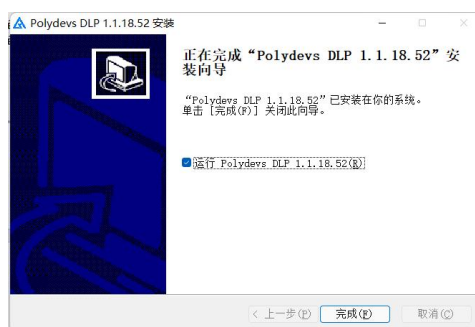 Polydevs DLP 1.1.18.52 安装
正在完成“Polydevs DLP 1.1.18.52”安
装向导
“Polydevs DLP 1.1.18.52”已安装在你的系统。
单击 [完成(F)] 关闭此向导。
运行 Polydevs DLP 1.1.18.52(R)
< 上一步(P) 完成(F) 取消(C)